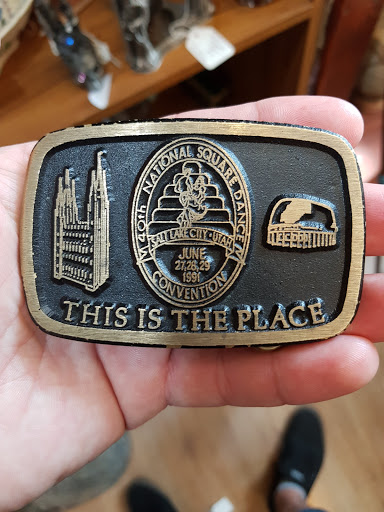 40th NATIONAL SQUARE DANCE
SALT LAKE CITY, UTAH
JUNE
27, 28, 29
1991
CONVENTION
THIS IS THE PLACE